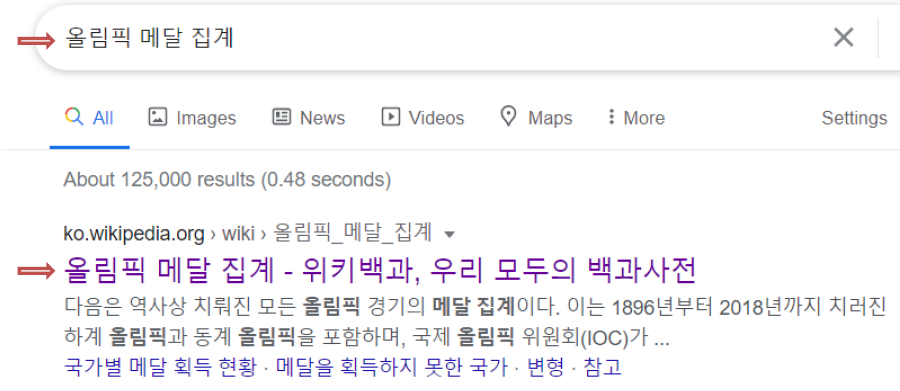 올림픽 메달 집계
All Images News Videos Maps More Settings
About 125,000 results (0.48 seconds)
ko.wikipedia.org › wiki › 올림픽_메달_집계
올림픽 메달 집계 - 위키백과, 우리 모두의 백과사전
다음은 역사상 치뤄진 모든 올림픽 경기의 메달 집계이다. 이는 1896년부터 2018년까지 치러진
하계 올림픽과 동계 올림픽을 포함하며, 국제 올림픽 위원회(IOC)가 ...
국가별 메달 획득 현황 · 메달을 획득하지 못한 국가 · 변형 · 참고